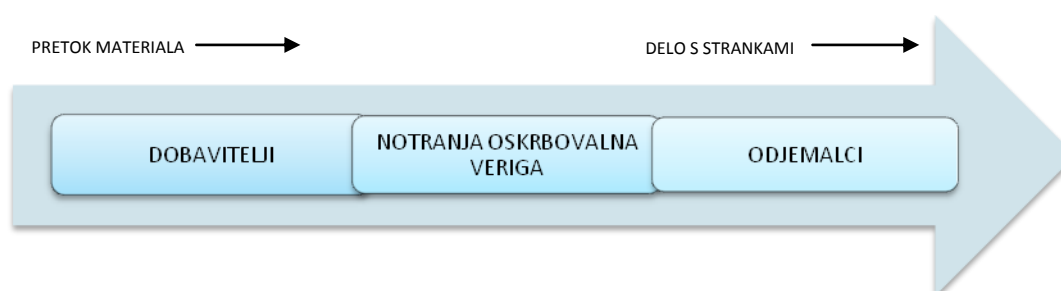 PRETOK MATERIALA
DELO S STRANKAMI
DOBAVITELJI
NOTRANJA OSKRBOVALNA
VERIGA
ODJEMALCI